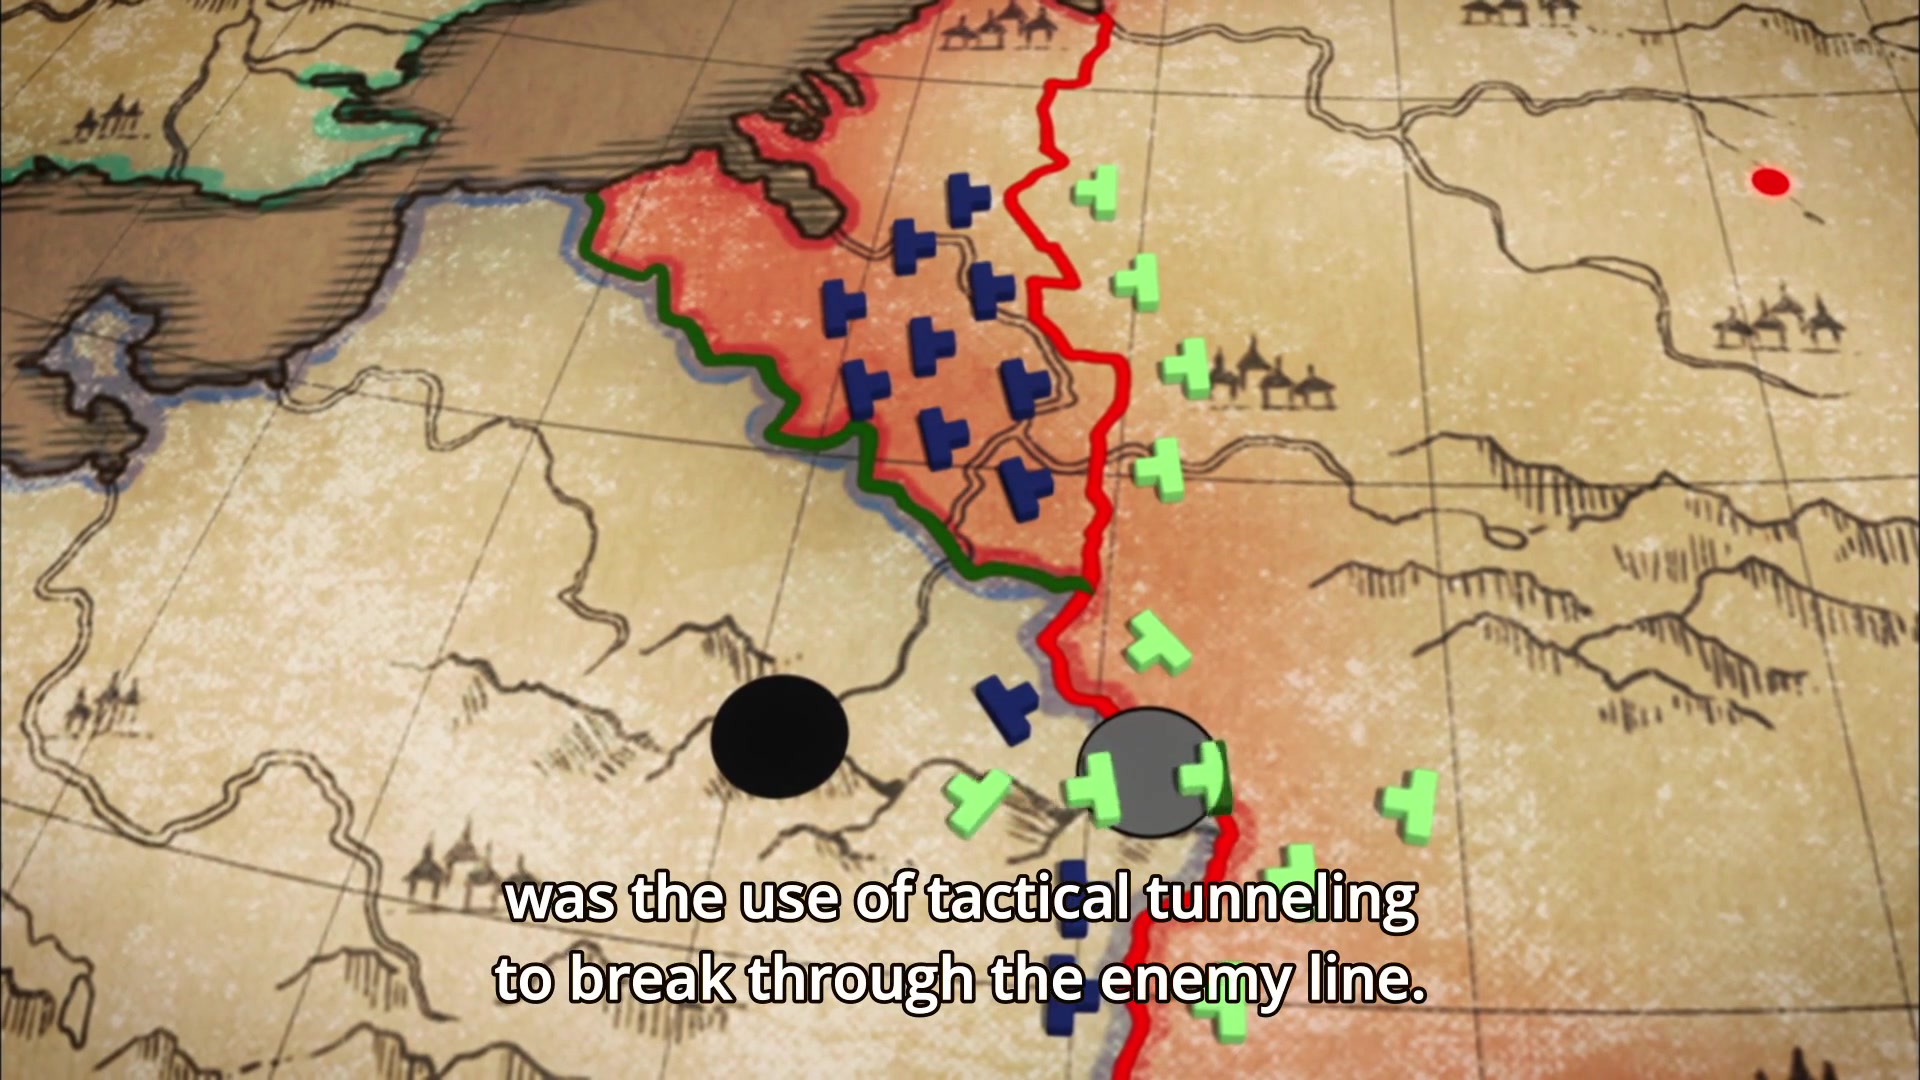 was the use of tactical tunneling
to break through the enemy line.